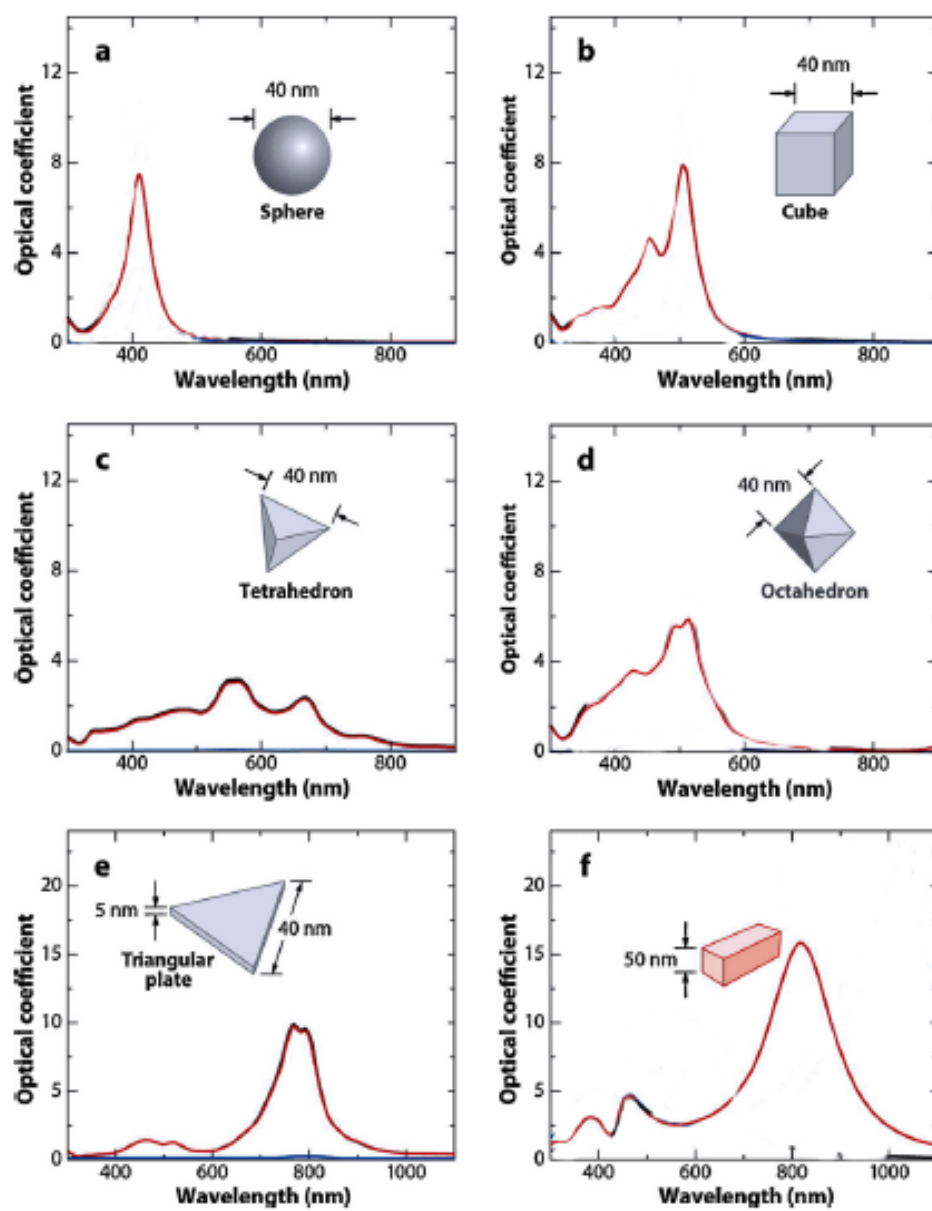 a
40 nm
Sphere
Optical coefficient
12
8
4
0
400 600 800
Wavelength (nm)
b
40 nm
Cube
Optical coefficient
12
8
4
0
400 600 800
Wavelength (nm)
c
40 nm
Tetrahedron
Optical coefficient
12
8
4
0
400 600 800
Wavelength (nm)
d
40 nm
Octahedron
Optical coefficient
12
8
4
0
400 600 800
Wavelength (nm)
e
5 nm
40 nm
Triangular
plate
Optical coefficient
20
15
10
5
0
400 600 800 1000
Wavelength (nm)
f
50 nm
Optical coefficient
20
15
10
5
0
400 600 800 1000
Wavelength (nm)